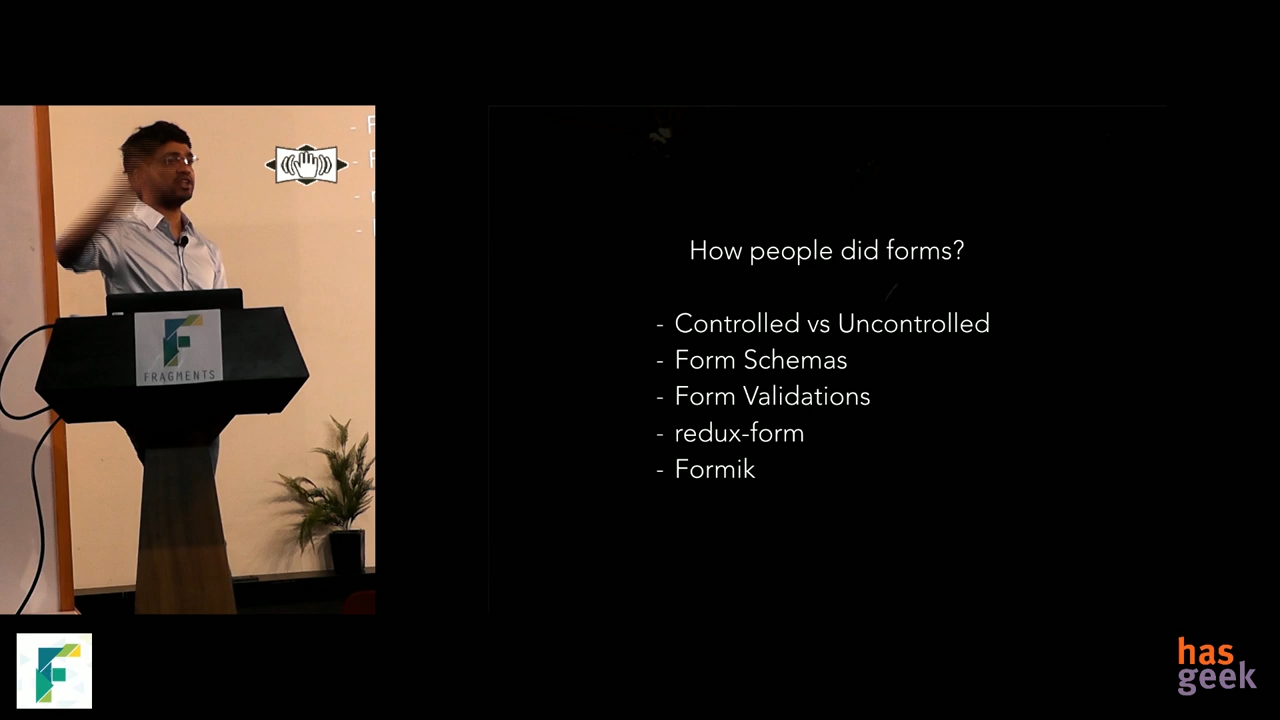 How people did forms?
- Controlled vs Uncontrolled
- Form Schemas
- Form Validations
- redux-form
- Formik
FRAGMENTS
has
geek